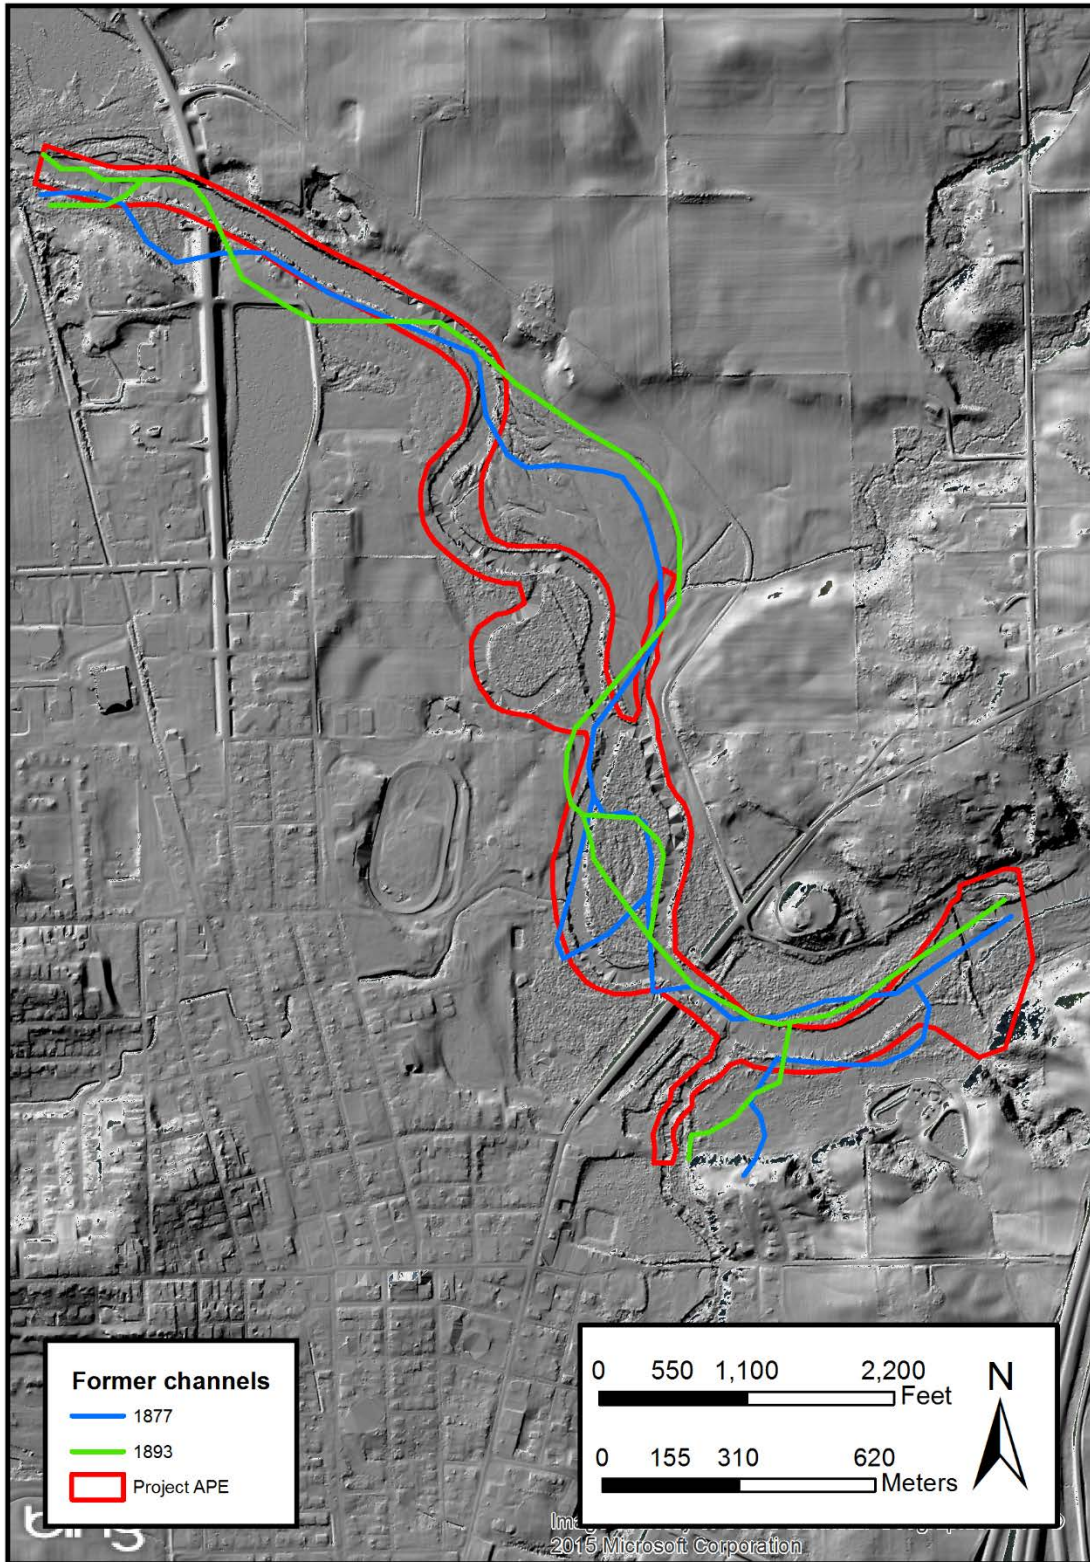 Former channels
1877
1893
Project APE
0 550 1,100 2,200
Feet
0 155 310 620
Meters
N
bing
2015 Microsoft Corporation